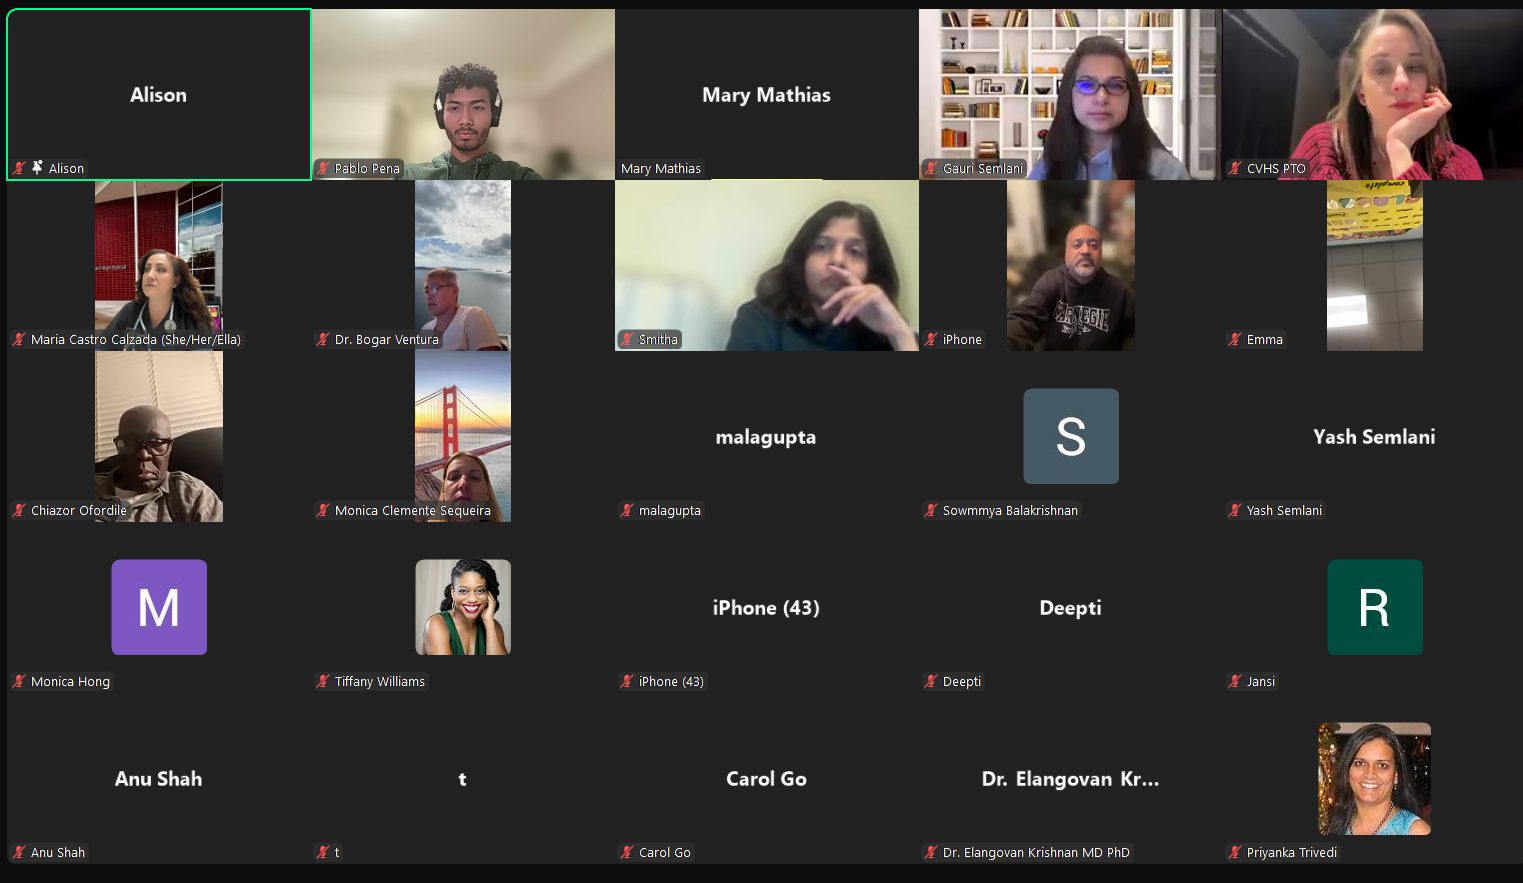 Alison
Alison
Pablo Pena
Mary Mathias
Mary Mathias
Gauri Semlani
CVHS PTO
Maria Castro Calzada (She/Her/Ella)
Dr. Bogar Ventura
Smitha
iPhone
Emma
complete
Chiazor Ofordile
Monica Clemente Sequeira
malagupta
malagupta
S
Sowmmya Balakrishnan
Yash Semlani
Yash Semlani
M
Monica Hong
Tiffany Williams
iPhone (43)
iPhone (43)
Deepti
Deepti
R
Jansi
Anu Shah
Anu Shah
t
t
Carol Go
Carol Go
Dr. Elangovan Kr...
Dr. Elangovan Krishnan MD PhD
Priyanka Trivedi